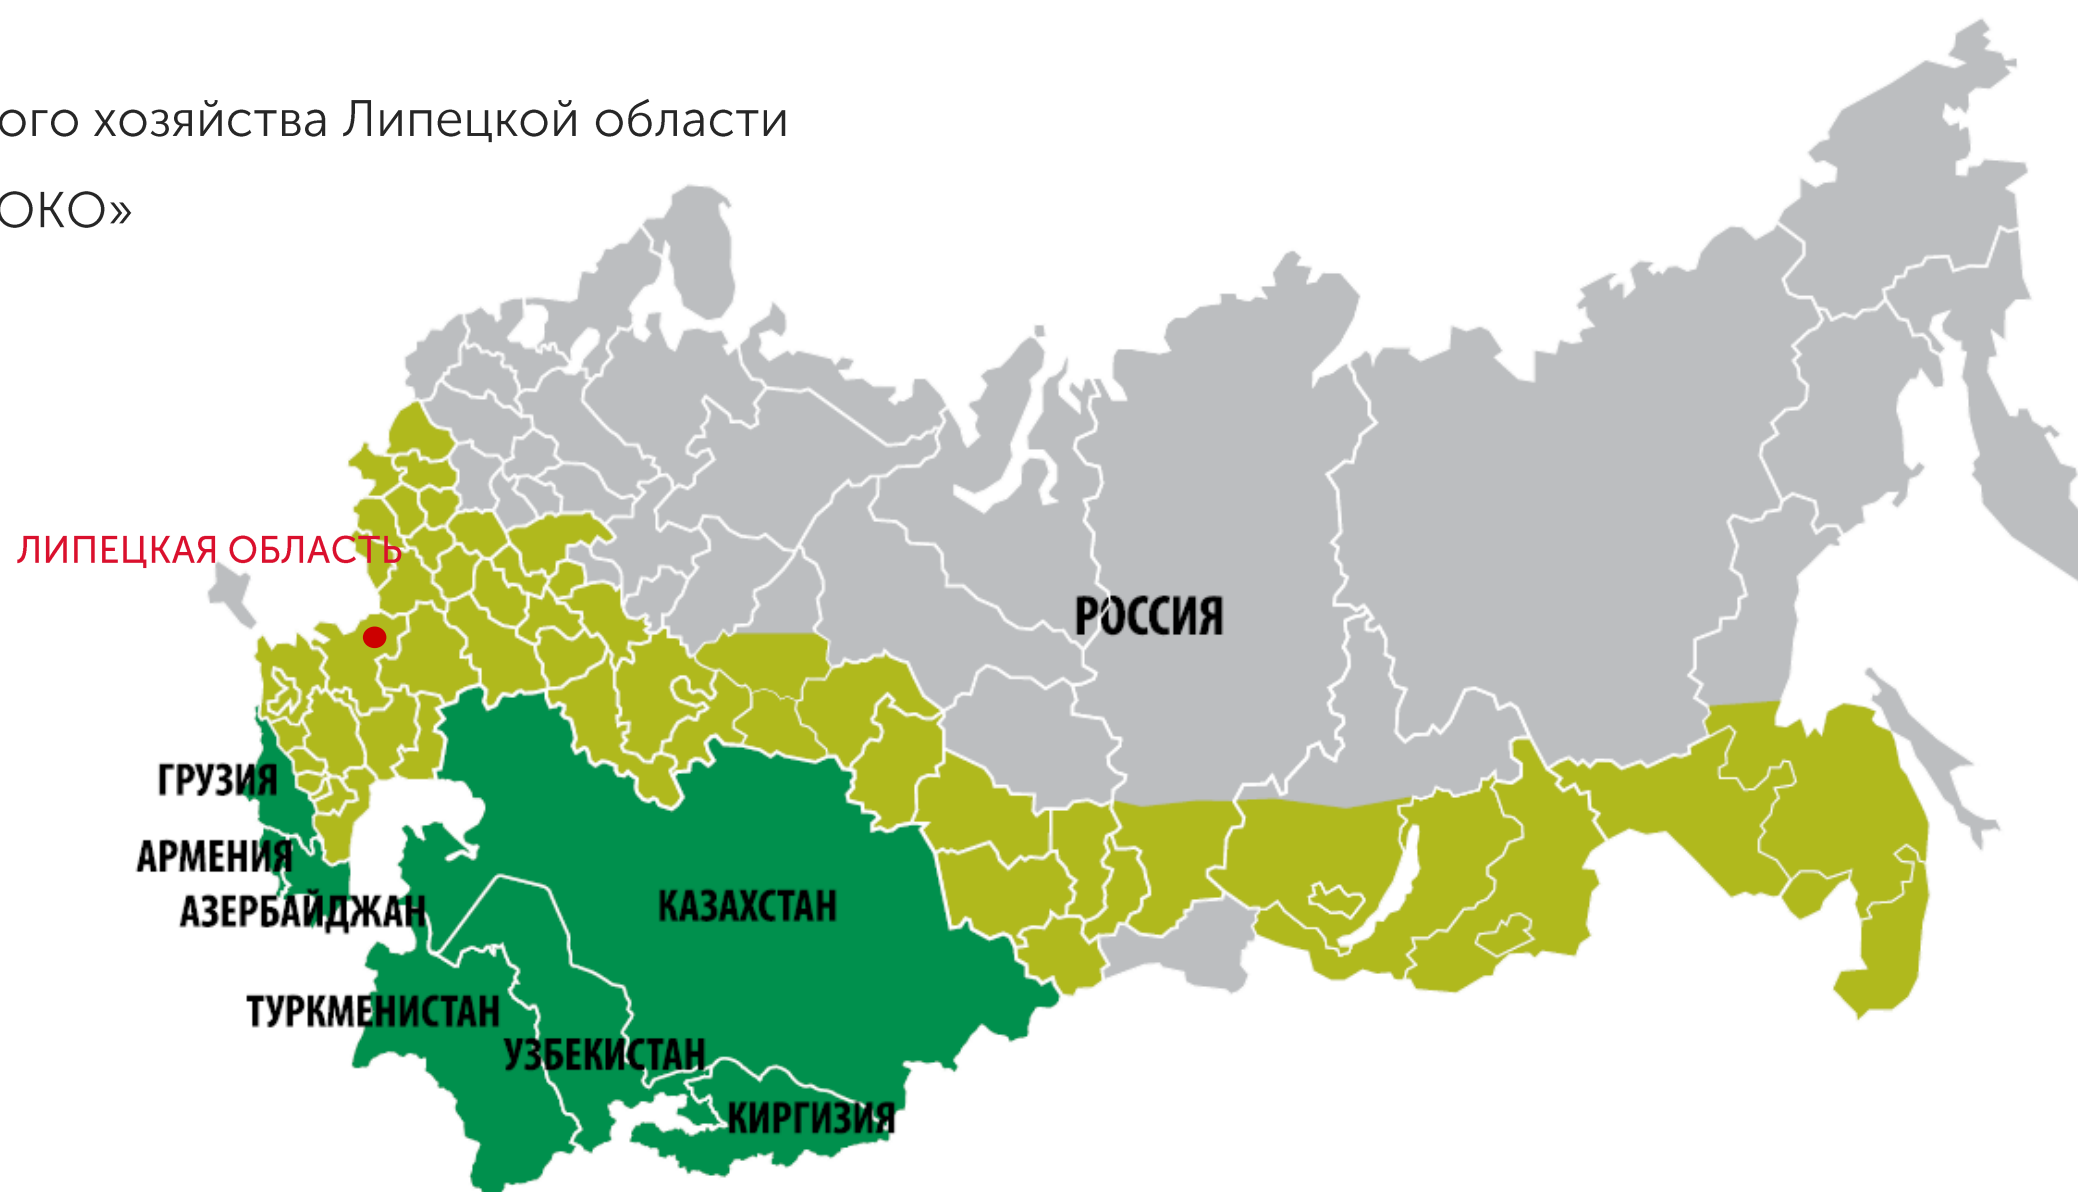 ого хозяйства Липецкой области
ОКО»
ЛИПЕЦКАЯ ОБЛАСТЬ
РОССИЯ
ГРУЗИЯ
АРМЕНИЯ
АЗЕРБАЙДЖАН
КАЗАХСТАН
ТУРКМЕНИСТАН
УЗБЕКИСТАН
КИРГИЗИЯ